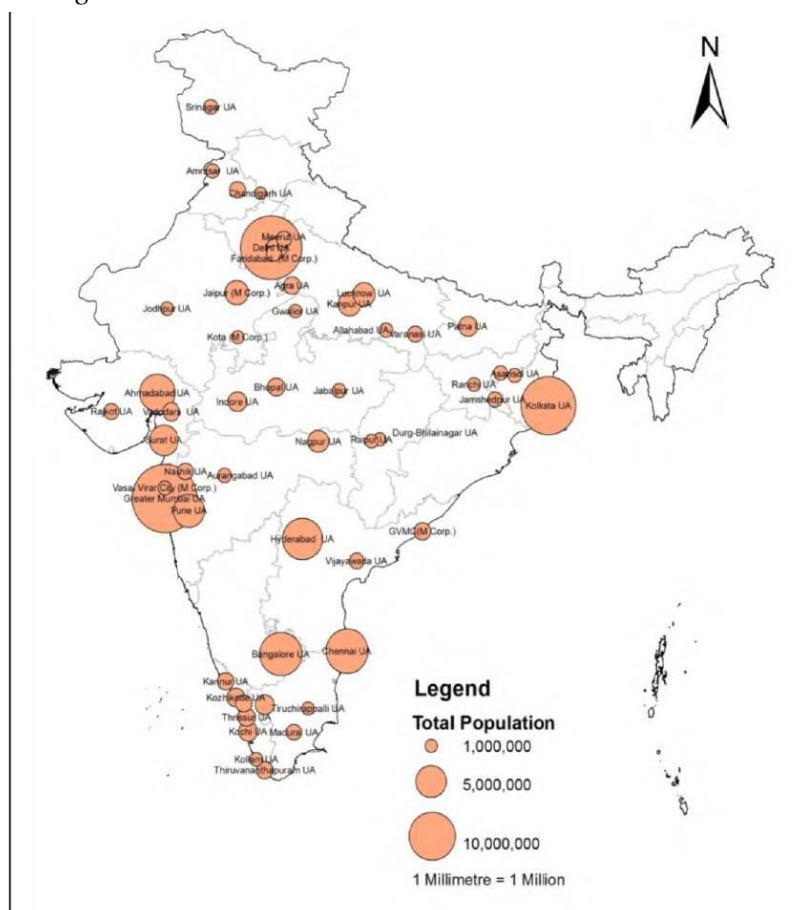 N
Srinagar UA
Amritsar UA
Chandigarh UA
Meerut UA
Delhi UA
Faridabad (M Corp.)
Jaipur (M Corp.)
Agra UA
Lucknow UA
Kanpur UA
Jodhpur UA
Gwalior UA
Allahabad UA
Varanasi UA
Patna UA
Kota (M Corp.)
Ahmadabad UA
Bhopal UA
Jabalpur UA
Asansol UA
Ranchi UA
Rajkot UA
Vadodara UA
Indore UA
Jamshedpur UA
Kolkata UA
Surat UA
Nagpur UA
Raipur UA
Durg-Bhilainagar UA
Nashik UA
Aurangabad UA
Vasai Virar City (M Corp.)
Greater Mumbai UA
Pune UA
Hyderabad UA
GVMC(M Corp.)
Vijayawada UA
Bangalore UA
Chennai UA
Kannur UA
Kozhikode UA
Tiruchirappalli UA
Thrissur UA
Kochi UA
Madurai UA
Kollam UA
Thiruvananthapuram UA
Legend
Total Population
1,000,000
5,000,000
10,000,000
1 Millimetre = 1 Million